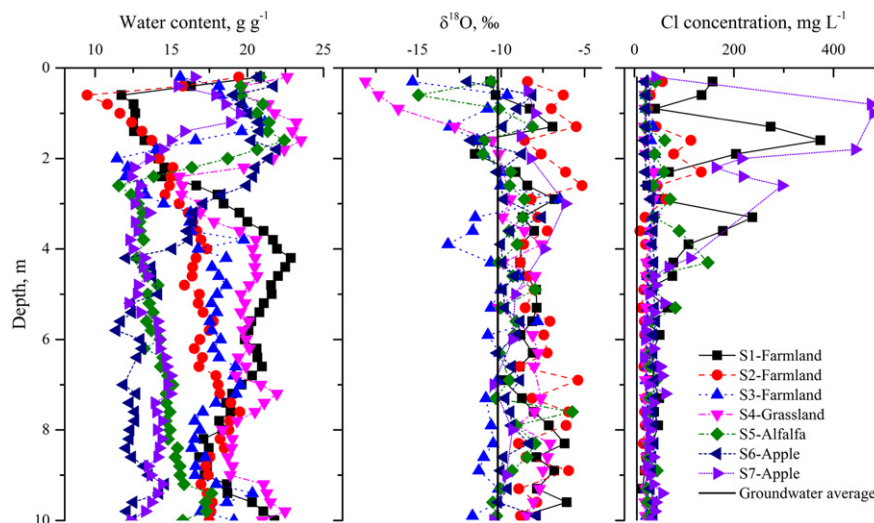 Water content, g g⁻¹
δ¹⁸O, ‰
Cl concentration, mg L⁻¹
10 15 20 25
-15 -10 -5
0 200 400
0
2
4
6
8
10
Depth, m
S1-Farmland
S2-Farmland
S3-Farmland
S4-Grassland
S5-Alfalfa
S6-Apple
S7-Apple
Groundwater average